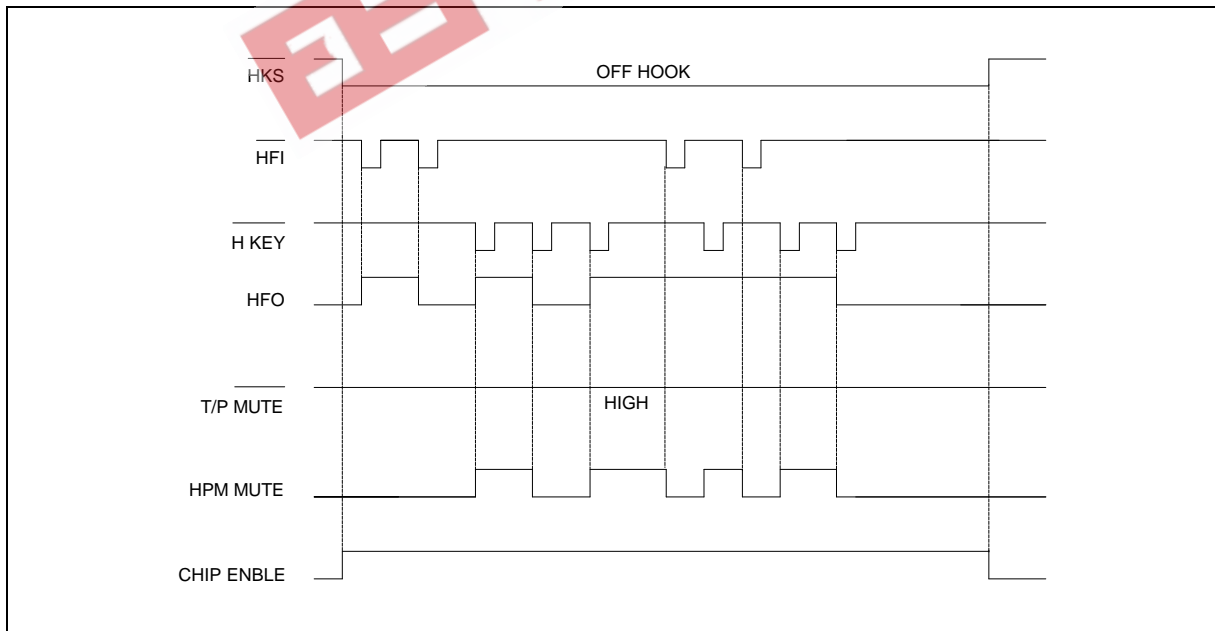 HKS
OFF HOOK
HFI
H KEY
HFO
T/P MUTE
HIGH
HPM MUTE
CHIP ENBLE